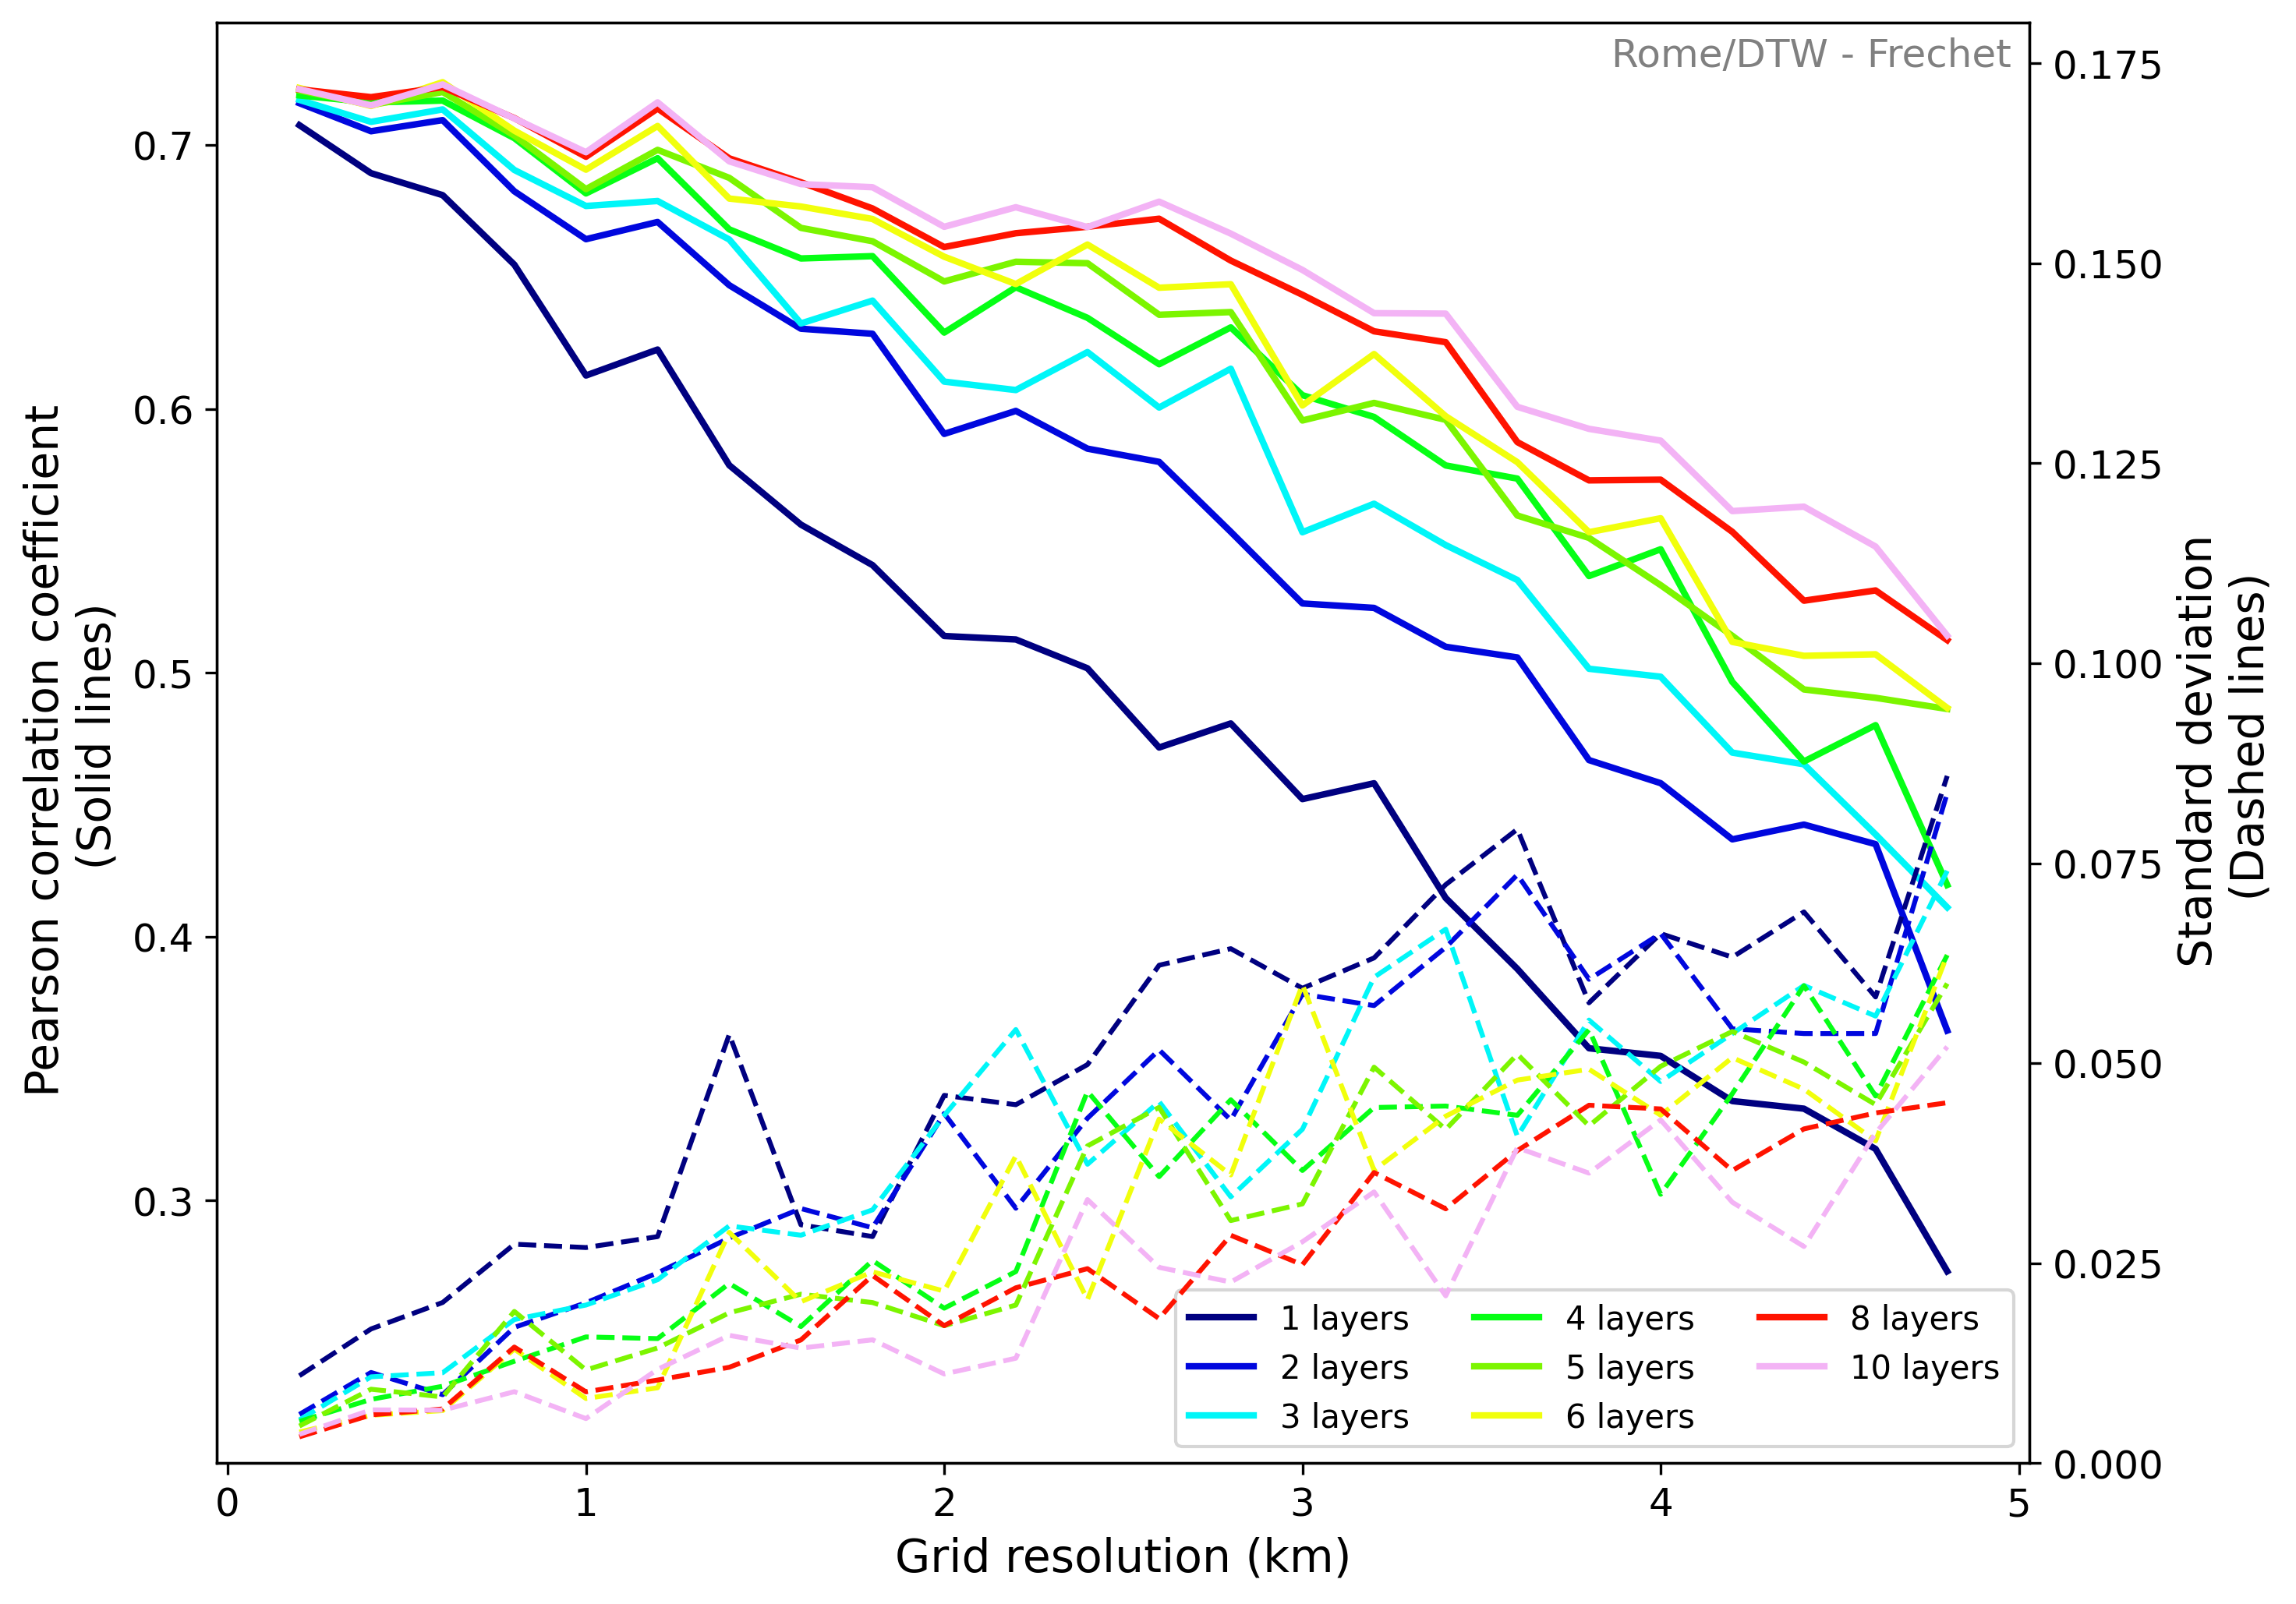 Rome/DTW - Frechet
Pearson correlation coefficient
(Solid lines)
0.7
0.6
0.5
0.4
0.3
0.175
0.150
0.125
0.100
0.075
0.050
0.025
0.000
Standard deviation
(Dashed lines)
1 layers
2 layers
3 layers
4 layers
5 layers
6 layers
8 layers
10 layers
0 1 2 3 4 5
Grid resolution (km)